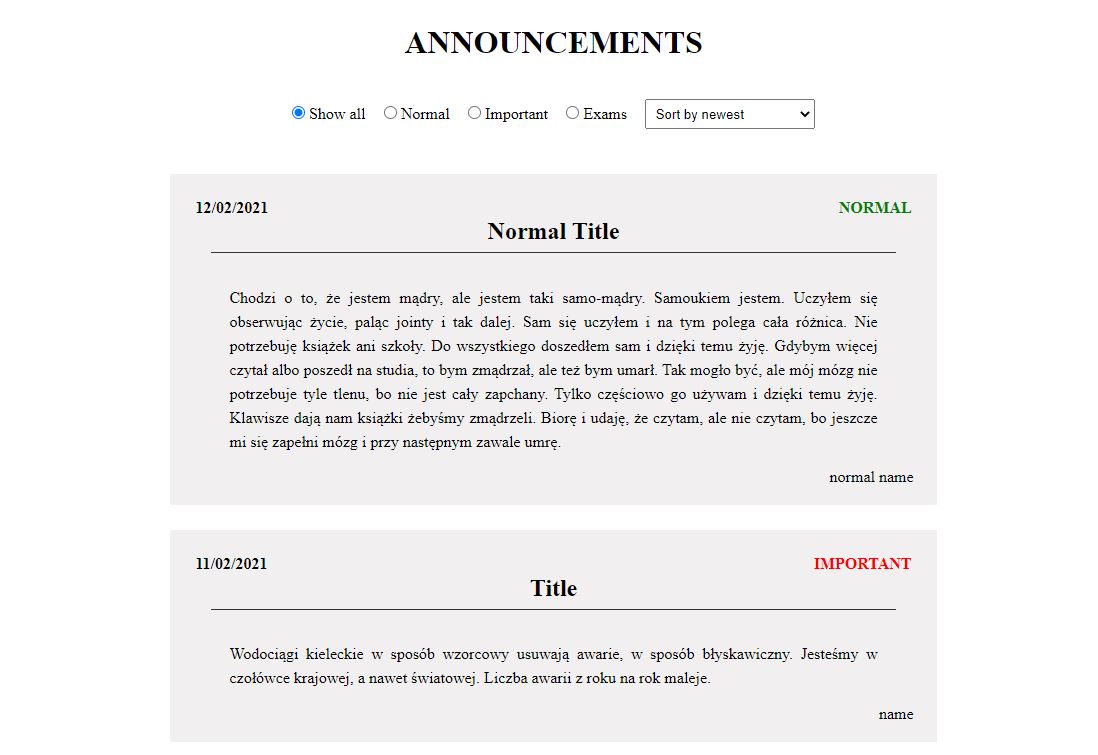 ANNOUNCEMENTS
Show all Normal Important Exams Sort by newest
12/02/2021 NORMAL
Normal Title
Chodzi o to, że jestem mądry, ale jestem taki samo-mądry. Samoukiem jestem. Uczyłem się
obserwując życie, paląc jointy i tak dalej. Sam się uczyłem i na tym polega cała różnica. Nie
potrzebuję książek ani szkoły. Do wszystkiego doszedłem sam i dzięki temu żyję. Gdybym więcej
czytał albo poszedł na studia, to bym zmądrzał, ale też bym umarł. Tak mogło być, ale mój mózg nie
potrzebuje tyle tlenu, bo nie jest cały zapchany. Tylko częściowo go używam i dzięki temu żyję.
Klawisze dają nam książki żebyśmy zmądrzeli. Biorę i udaję, że czytam, ale nie czytam, bo jeszcze
mi się zapełni mózg i przy następnym zawale umrę.
normal name
11/02/2021 IMPORTANT
Title
Wodociągi kieleckie w sposób wzorcowy usuwają awarie, w sposób błyskawiczny. Jesteśmy w
czołówce krajowej, a nawet światowej. Liczba awarii z roku na rok maleje.
name